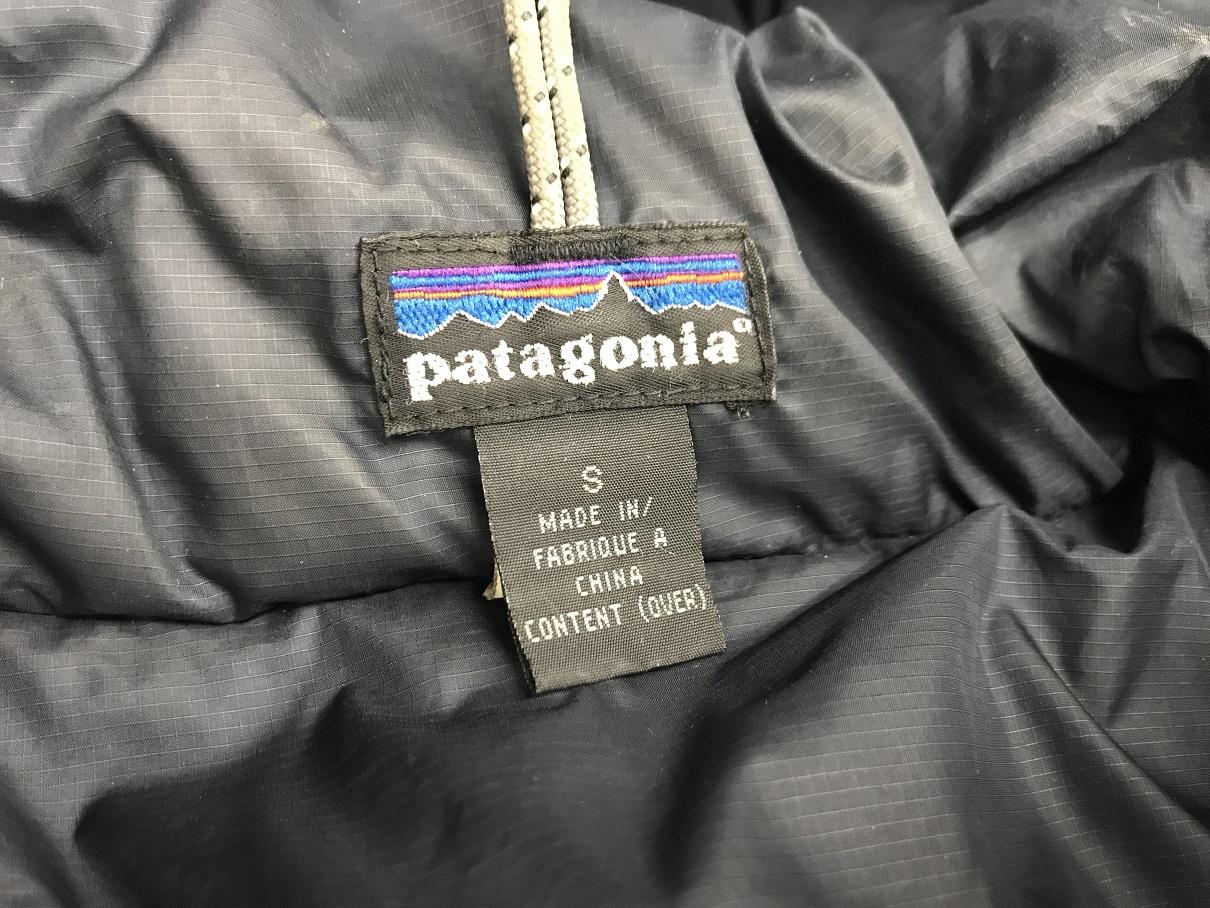 patagonia®
S
MADE IN/
FABRIQUE A
CHINA
CONTENT (OVER)